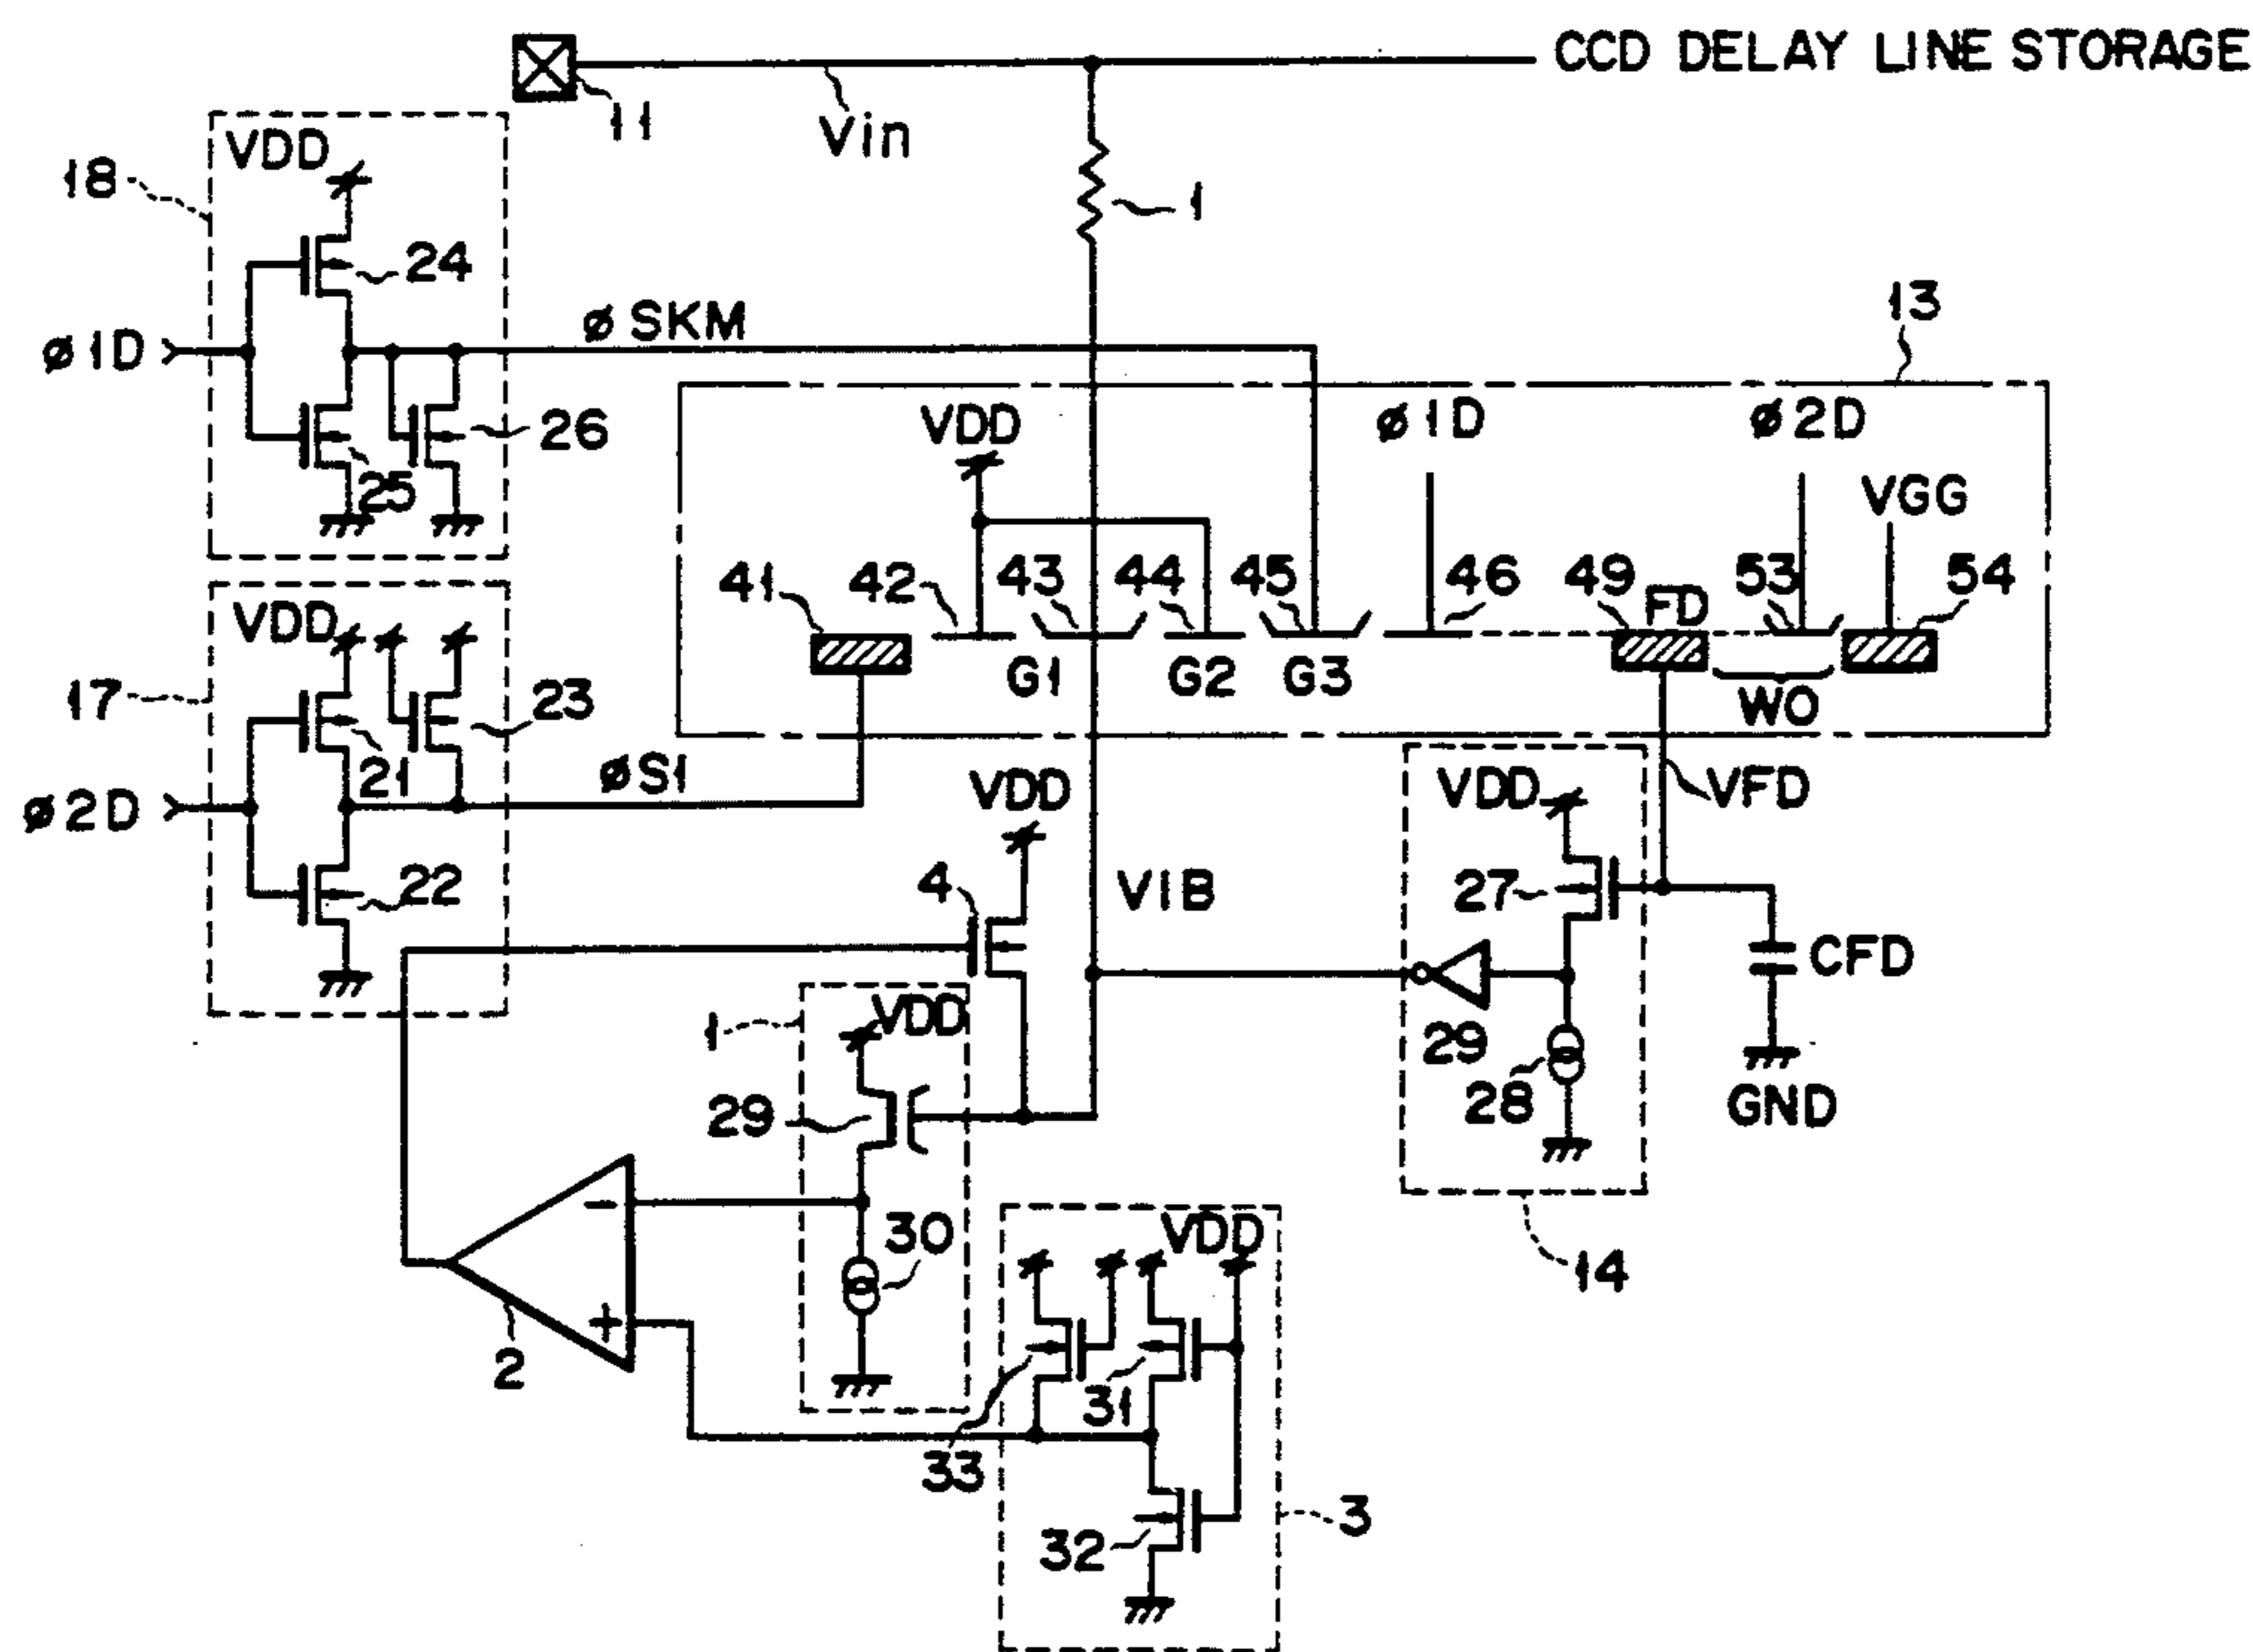 CCD DELAY LINE STORAGE
11
Vin
1
18
VDD
24
ø1D
øSKM
26
25
13
VDD
ø1D
ø2D
VGG
41
42
43
44
45
46
49
FD
53
54
G1
G2
G3
WO
17
VDD
23
21
ø2D
øS1
22
VDD
4
VIB
VDD
VFD
27
CFD
29
28
GND
14
1
VDD
29
30
-
+
2
VDD
31
33
32
3